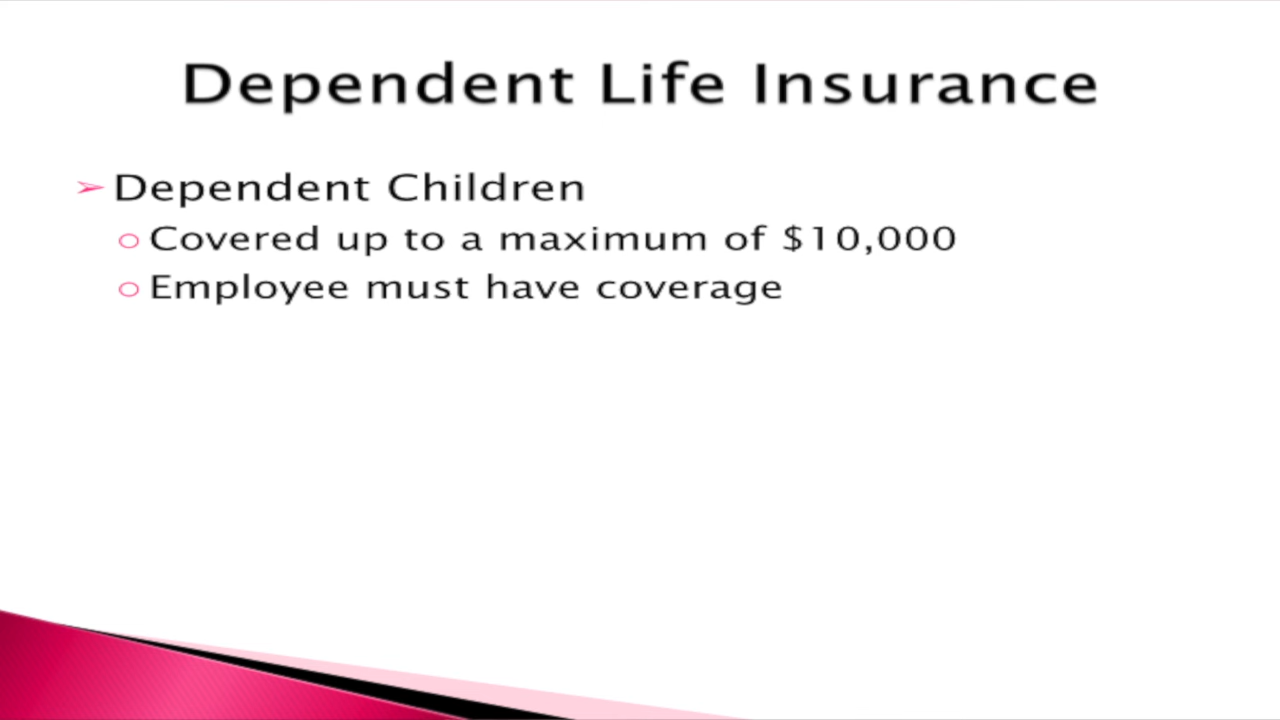 Dependent Life Insurance
➢ Dependent Children
○ Covered up to a maximum of $10,000
○ Employee must have coverage